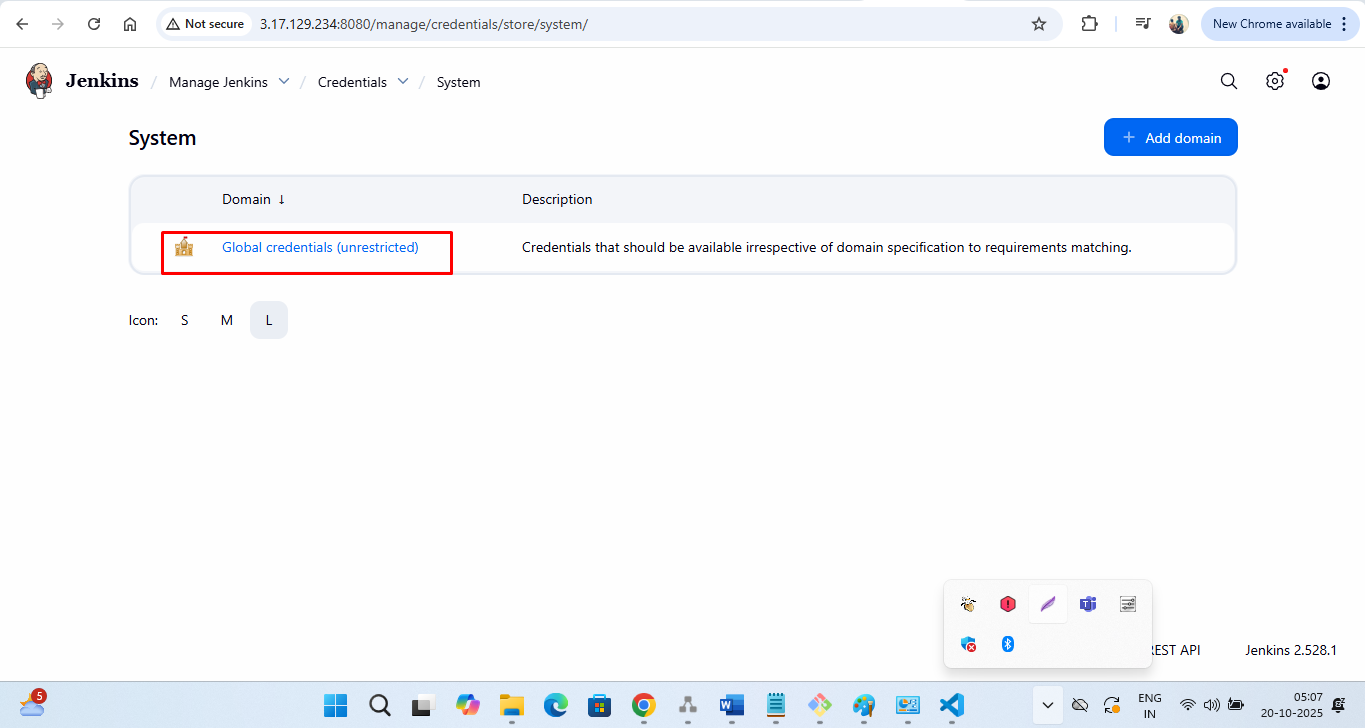 Not secure 3.17.129.234:8080/manage/credentials/store/system/ New Chrome available
Jenkins / Manage Jenkins / Credentials / System
System
+ Add domain
Domain ↓ Description
Global credentials (unrestricted) Credentials that should be available irrespective of domain specification to requirements matching.
Icon: S M L
REST API Jenkins 2.528.1
5
ENG
IN
05:07
20-10-2025